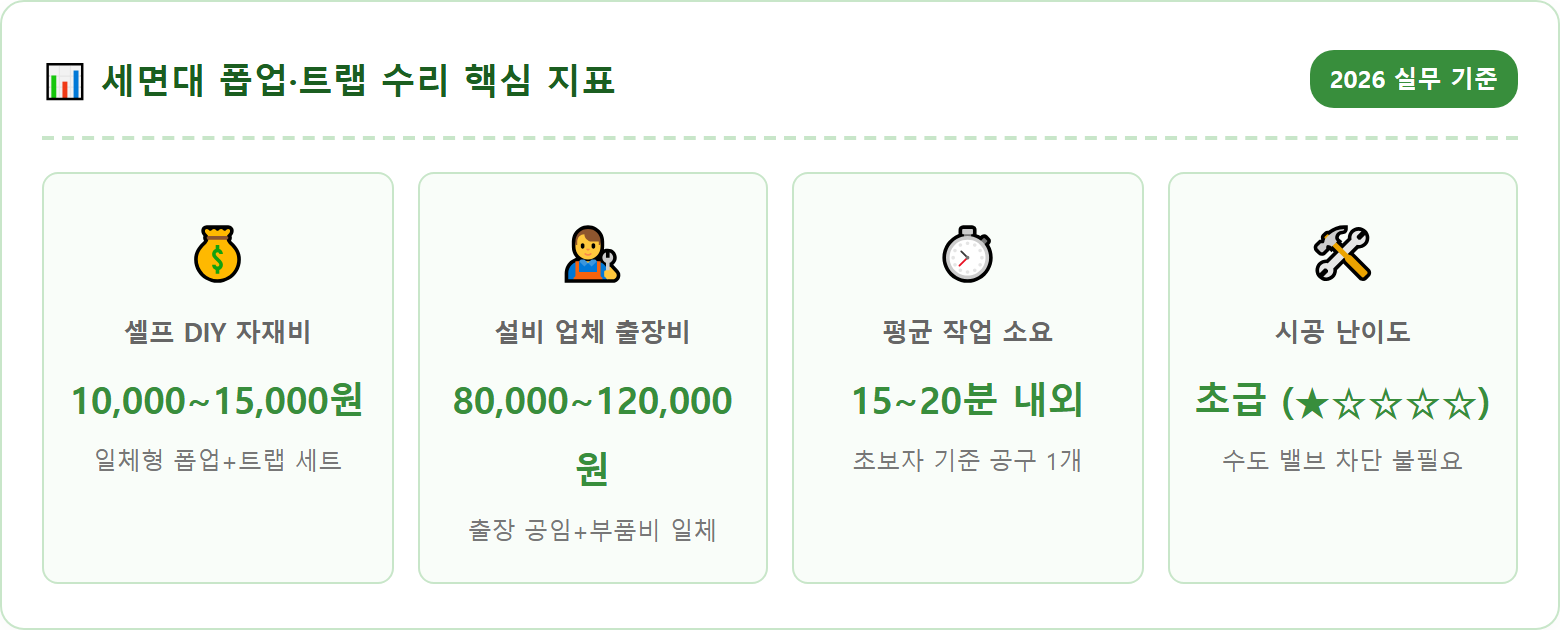 세면대 폽업·트랩 수리 핵심 지표
2026 실무 기준
셀프 DIY 자재비
10,000~15,000원
일체형 폽업+트랩 세트
설비 업체 출장비
80,000~120,000
원
출장 공임+부품비 일체
평균 작업 소요
15~20분 내외
초보자 기준 공구 1개
시공 난이도
초급 (★☆☆☆☆)
수도 밸브 차단 불필요